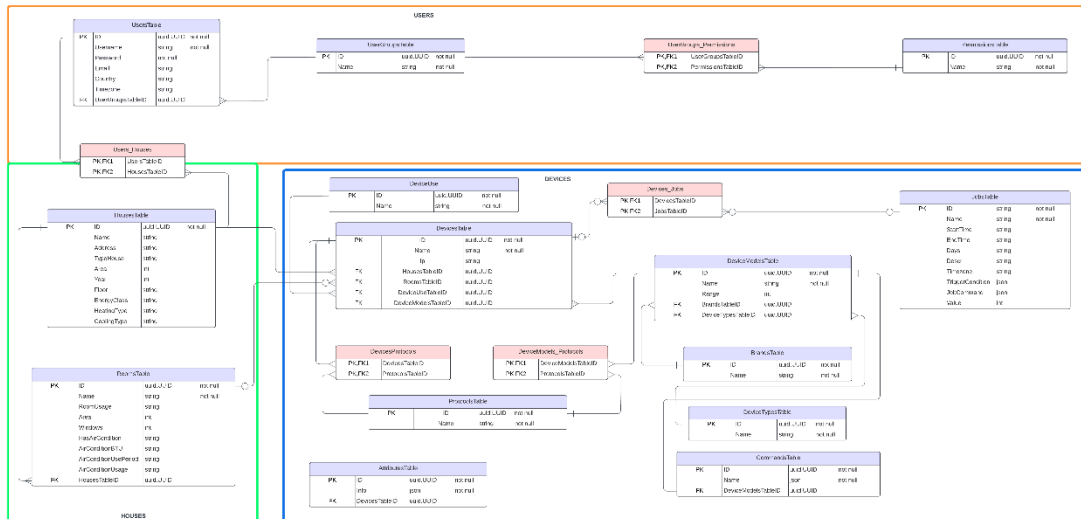 USERS
UsersTable
PK ID uuid.UUID not null
Username string not null
Password string not null
Email string
Country string
Timezone string
FK UserGroupsTableID uuid.UUID
UserGroupsTable
PK ID uuid.UUID not null
Name string not null
UserGroups_Permissions
PK,FK1 UserGroupsTableID
PK,FK2 PermissionsTableID
PermissionsTable
PK ID uuid.UUID not null
Name string not null
Users_Houses
PK,FK1 UsersTableID
PK,FK2 HousesTableID
HousesTable
PK ID uuid.UUID not null
Name string
Address string
TypeHouse string
Area int
Year int
Floor string
EnergyClass string
HeatingType string
CoolingType string
RoomsTable
PK ID uuid.UUID not null
Name string not null
RoomUsage string
Area int
Windows int
HasAirCondition string
AirConditionBTU string
AirConditionUsePeriod string
AirConditionUsage string
FK HousesTableID uuid.UUID
HOUSES
DEVICES
DeviceUse
PK ID uuid.UUID not null
Name string not null
DevicesTable
PK ID uuid.UUID not null
Name string not null
Ip string
FK HousesTableID uuid.UUID
FK RoomsTableID uuid.UUID
FK DeviceUseTableID uuid.UUID
FK DeviceModelsTableID uuid.UUID
Devices_Jobs
PK,FK1 DevicesTableID
PK,FK2 JobsTableID
JobsTable
PK ID string not null
Name string not null
StartTime string
EndTime string
Days string
string
Timezone string
TriggerCondition json
JobCommand json
Value int
DeviceModelsTable
PK ID uuid.UUID not null
Name string not null
Range int
FK BrandsTableID uuid.UUID
FK DeviceTypesTableID uuid.UUID
DevicesProtocols
PK,FK1 DevicesTableID
PK,FK2 ProtocolsTableID
DeviceModels_Protocols
PK,FK1 DeviceModelsTableID
PK,FK2 ProtocolsTableID
BrandsTable
PK ID uuid.UUID not null
Name string not null
ProtocolsTable
PK ID uuid.UUID not null
Name string not null
DeviceTypesTable
PK ID uuid.UUID not null
Name string not null
AttributesTable
PK ID uuid.UUID not null
Info json not null
FK DevicesTableID uuid.UUID
CommandsTable
PK ID uuid.UUID not null
Name json not null
FK DeviceModelsTableID uuid.UUID